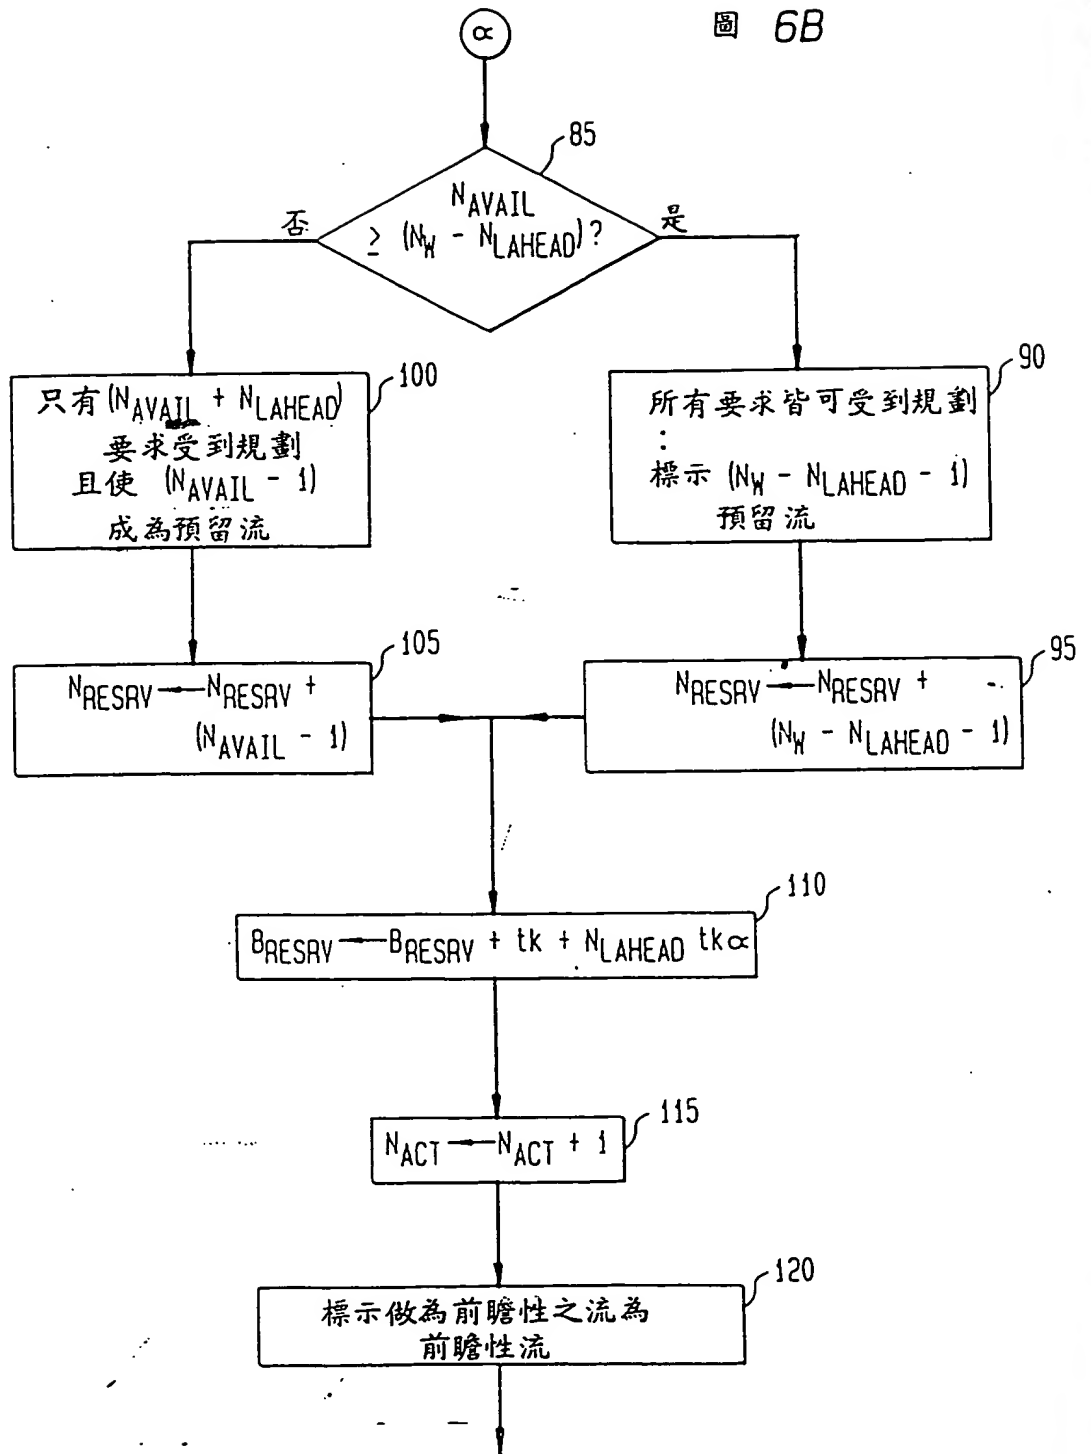 圖 6B
∝
85
N_AVAIL
≥ (N_W - N_LAHEAD)?
否
是
100
只有(N_AVAIL + N_LAHEAD)
要求受到規劃
且使 (N_AVAIL - 1)
成為預留流
90
所有要求皆可受到規劃
:
標示 (N_W - N_LAHEAD - 1)
預留流
105
N_RESRV ← N_RESRV +
(N_AVAIL - 1)
95
N_RESRV ← N_RESRV +
(N_W - N_LAHEAD - 1)
110
B_RESRV ← B_RESRV + tk + N_LAHEAD tk∝
115
N_ACT ← N_ACT + 1
120
標示做為前瞻性之流為
前瞻性流